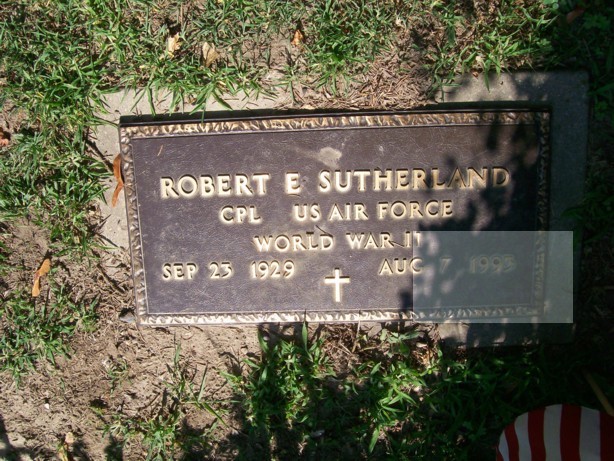 ROBERT E SUTHERLAND
CPL US AIR FORCE
WORLD WAR II
SEP 23 1929 AUG 7 1995